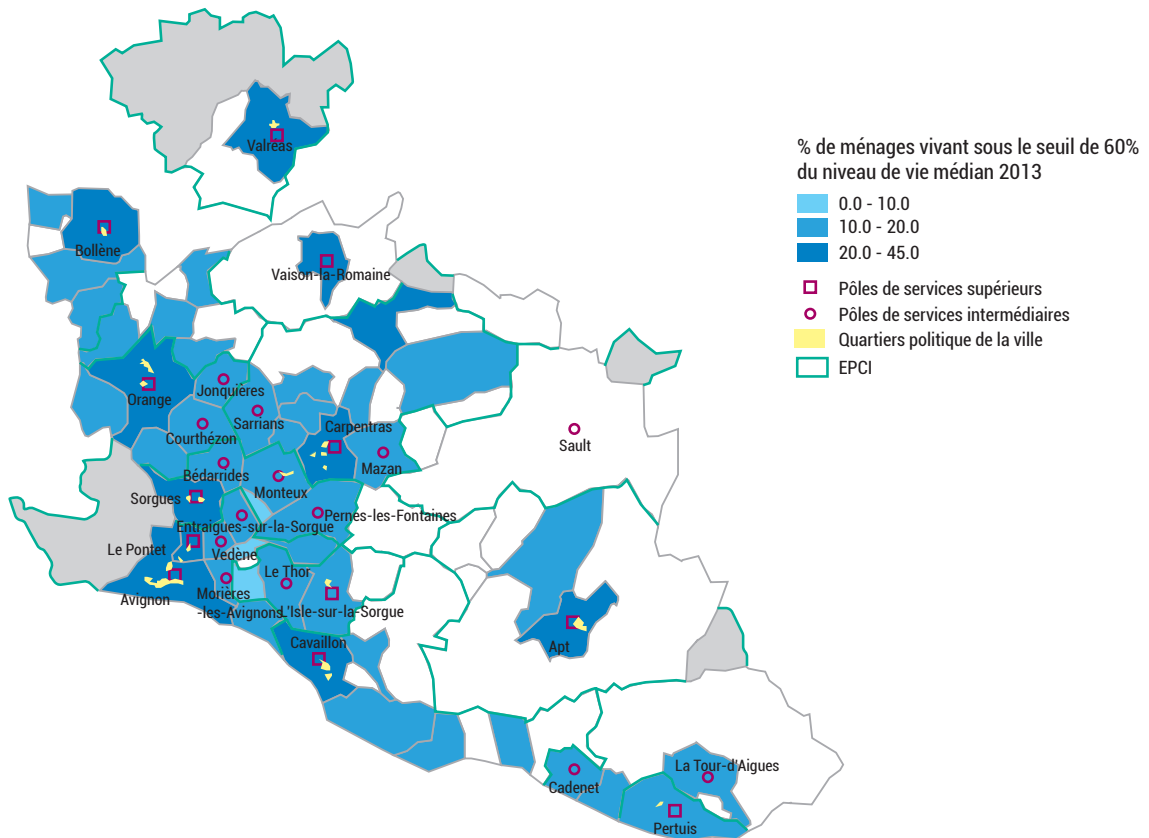 % de ménages vivant sous le seuil de 60%
du niveau de vie médian 2013
0.0 - 10.0
10.0 - 20.0
20.0 - 45.0
Pôles de services supérieurs
Pôles de services intermédiaires
Quartiers politique de la ville
EPCI
Valréas
Bollène
Vaison-la-Romaine
Orange
Jonquières
Sarrians
Courthézon
Carpentras
Mazan
Sault
Bédarrides
Monteux
Sorgues
Pernes-les-Fontaines
Entraigues-sur-la-Sorgue
Le Pontet
Vedène
Le Thor
Avignon
Morières
-les-Avignons
L'Isle-sur-la-Sorgue
Cavaillon
Apt
La Tour-d'Aigues
Cadenet
Pertuis